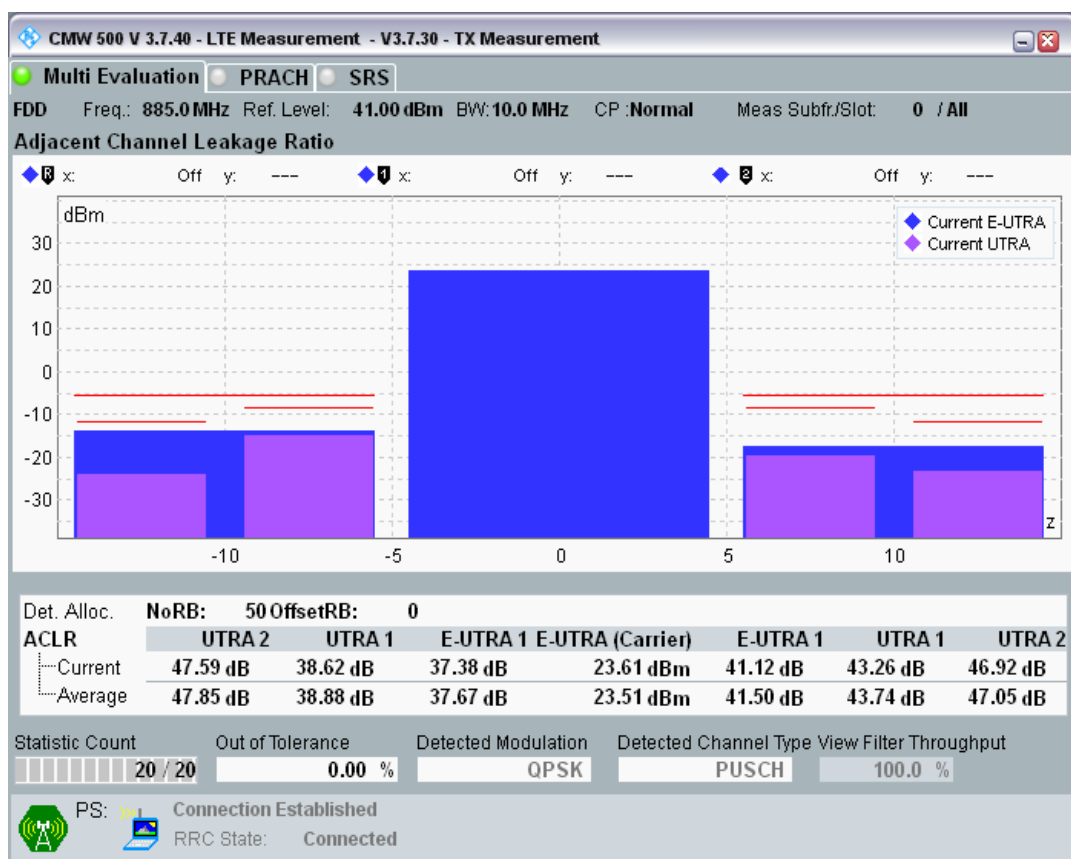 CMW 500 V 3.7.40 - LTE Measurement - V3.7.30 - TX Measurement
Multi Evaluation PRACH SRS
FDD Freq.: 885.0 MHz Ref. Level: 41.00 dBm BW: 10.0 MHz CP :Normal Meas Subfr./Slot: 0 / All
Adjacent Channel Leakage Ratio
R x: Off y: --- 1 x: Off y: --- 2 x: Off y: ---
dBm
Current E-UTRA
Current UTRA
30
20
10
0
-10
-20
-30
z
-10 -5 0 5 10
Det. Alloc. NoRB: 50 OffsetRB: 0
ACLR UTRA 2 UTRA 1 E-UTRA 1 E-UTRA (Carrier) E-UTRA 1 UTRA 1 UTRA 2
Current 47.59 dB 38.62 dB 37.38 dB 23.61 dBm 41.12 dB 43.26 dB 46.92 dB
Average 47.85 dB 38.88 dB 37.67 dB 23.51 dBm 41.50 dB 43.74 dB 47.05 dB
Statistic Count Out of Tolerance Detected Modulation Detected Channel Type View Filter Throughput
20 / 20 0.00 % QPSK PUSCH 100.0 %
PS: Connection Established
RRC State: Connected